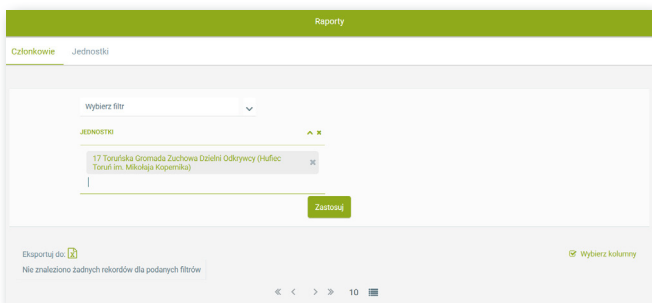 Raporty
Członkowie Jednostki
Wybierz filtr
JEDNOSTKI
17 Toruńska Gromada Zuchowa Dzielni Odkrywcy (Hufiec
Toruń im. Mikołaja Kopernika)
Zastosuj
Eksportuj do:
Wybierz kolumny
Nie znaleziono żadnych rekordów dla podanych filtrów
10